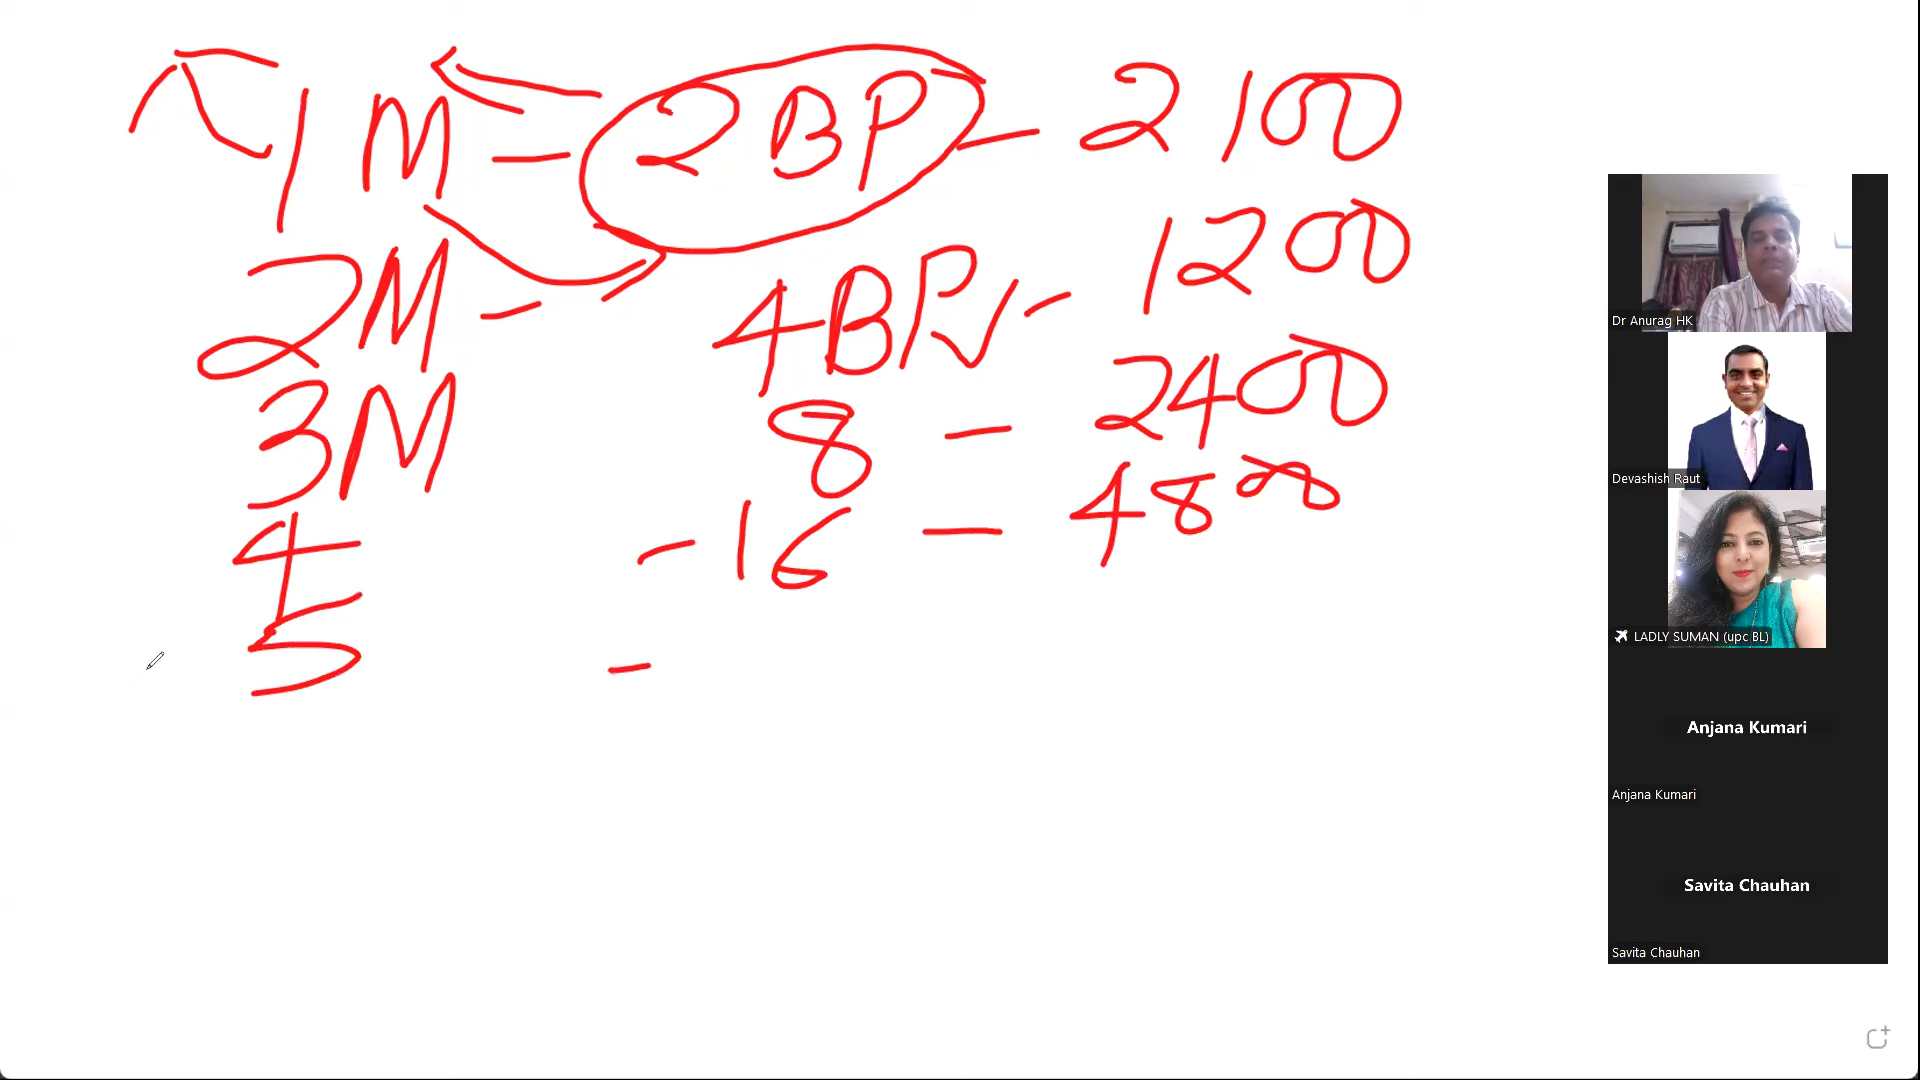 1M - 2BP - 2100
2M - 4BP - 1200
3M 8 - 2400
4 - 16 - 4800
5 -
Dr Anurag HK
Devashish Raut
LADLY SUMAN (upc BL)
Anjana Kumari
Anjana Kumari
Savita Chauhan
Savita Chauhan